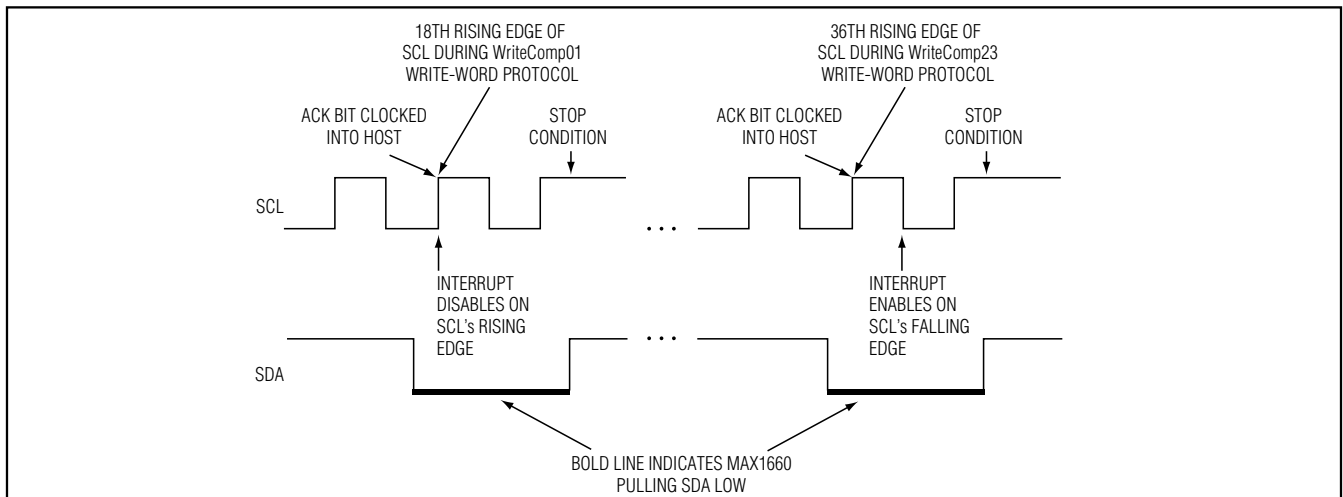 18TH RISING EDGE OF
SCL DURING WriteComp01
WRITE-WORD PROTOCOL
36TH RISING EDGE OF
SCL DURING WriteComp23
WRITE-WORD PROTOCOL
ACK BIT CLOCKED
INTO HOST
STOP
CONDITION
ACK BIT CLOCKED
INTO HOST
STOP
CONDITION
SCL
INTERRUPT
DISABLES ON
SCL's RISING
EDGE
INTERRUPT
ENABLES ON
SCL's FALLING
EDGE
SDA
BOLD LINE INDICATES MAX1660
PULLING SDA LOW